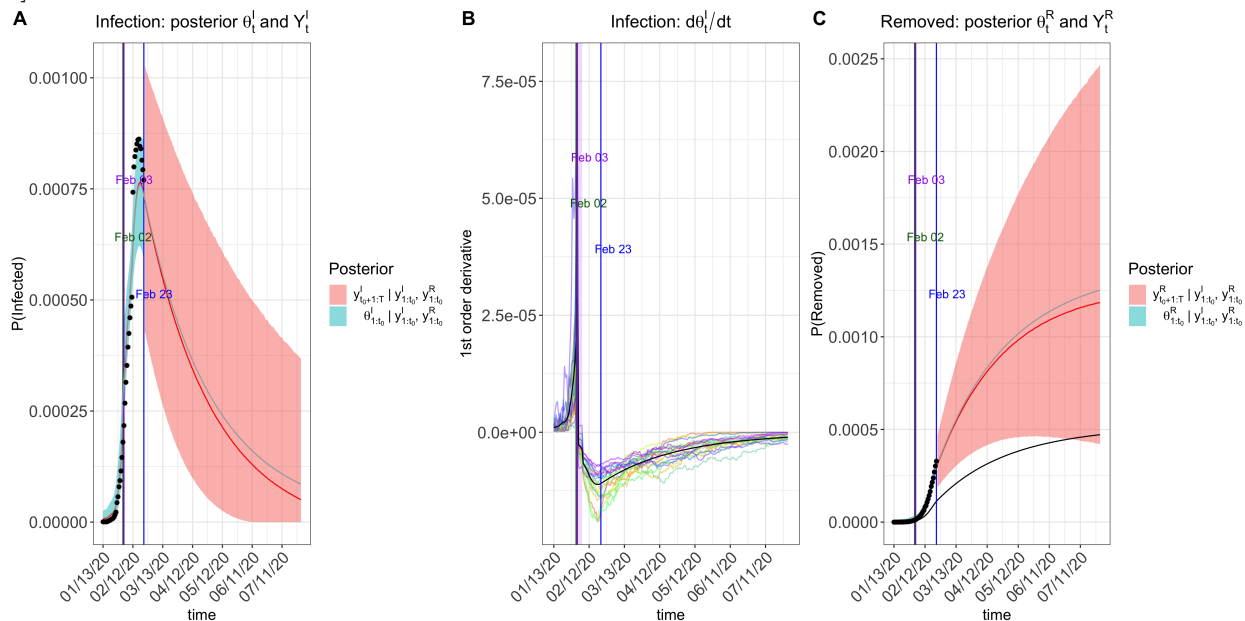 A
Infection: posterior θₜᴵ and Yₜᴵ
P(Infected)
0.00100
0.00075
0.00050
0.00025
0.00000
Feb 03
Feb 02
Feb 23
01/13/20
02/12/20
03/13/20
04/12/20
05/12/20
06/11/20
07/11/20
time
Posterior
y^I_{t₀+1:T} | y^I_{1:t₀}, y^R_{1:t₀}
θ^I_{1:t₀} | y^I_{1:t₀}, y^R_{1:t₀}
B
Infection: dθₜᴵ/dt
1st order derivative
7.5e-05
5.0e-05
2.5e-05
0.0e+00
Feb 03
Feb 02
Feb 23
01/13/20
02/12/20
03/13/20
04/12/20
05/12/20
06/11/20
07/11/20
time
C
Removed: posterior θₜᴿ and Yₜᴿ
P(Removed)
0.0025
0.0020
0.0015
0.0010
0.0005
0.0000
Feb 03
Feb 02
Feb 23
01/13/20
02/12/20
03/13/20
04/12/20
05/12/20
06/11/20
07/11/20
time
Posterior
y^R_{t₀+1:T} | y^I_{1:t₀}, y^R_{1:t₀}
θ^R_{1:t₀} | y^I_{1:t₀}, y^R_{1:t₀}